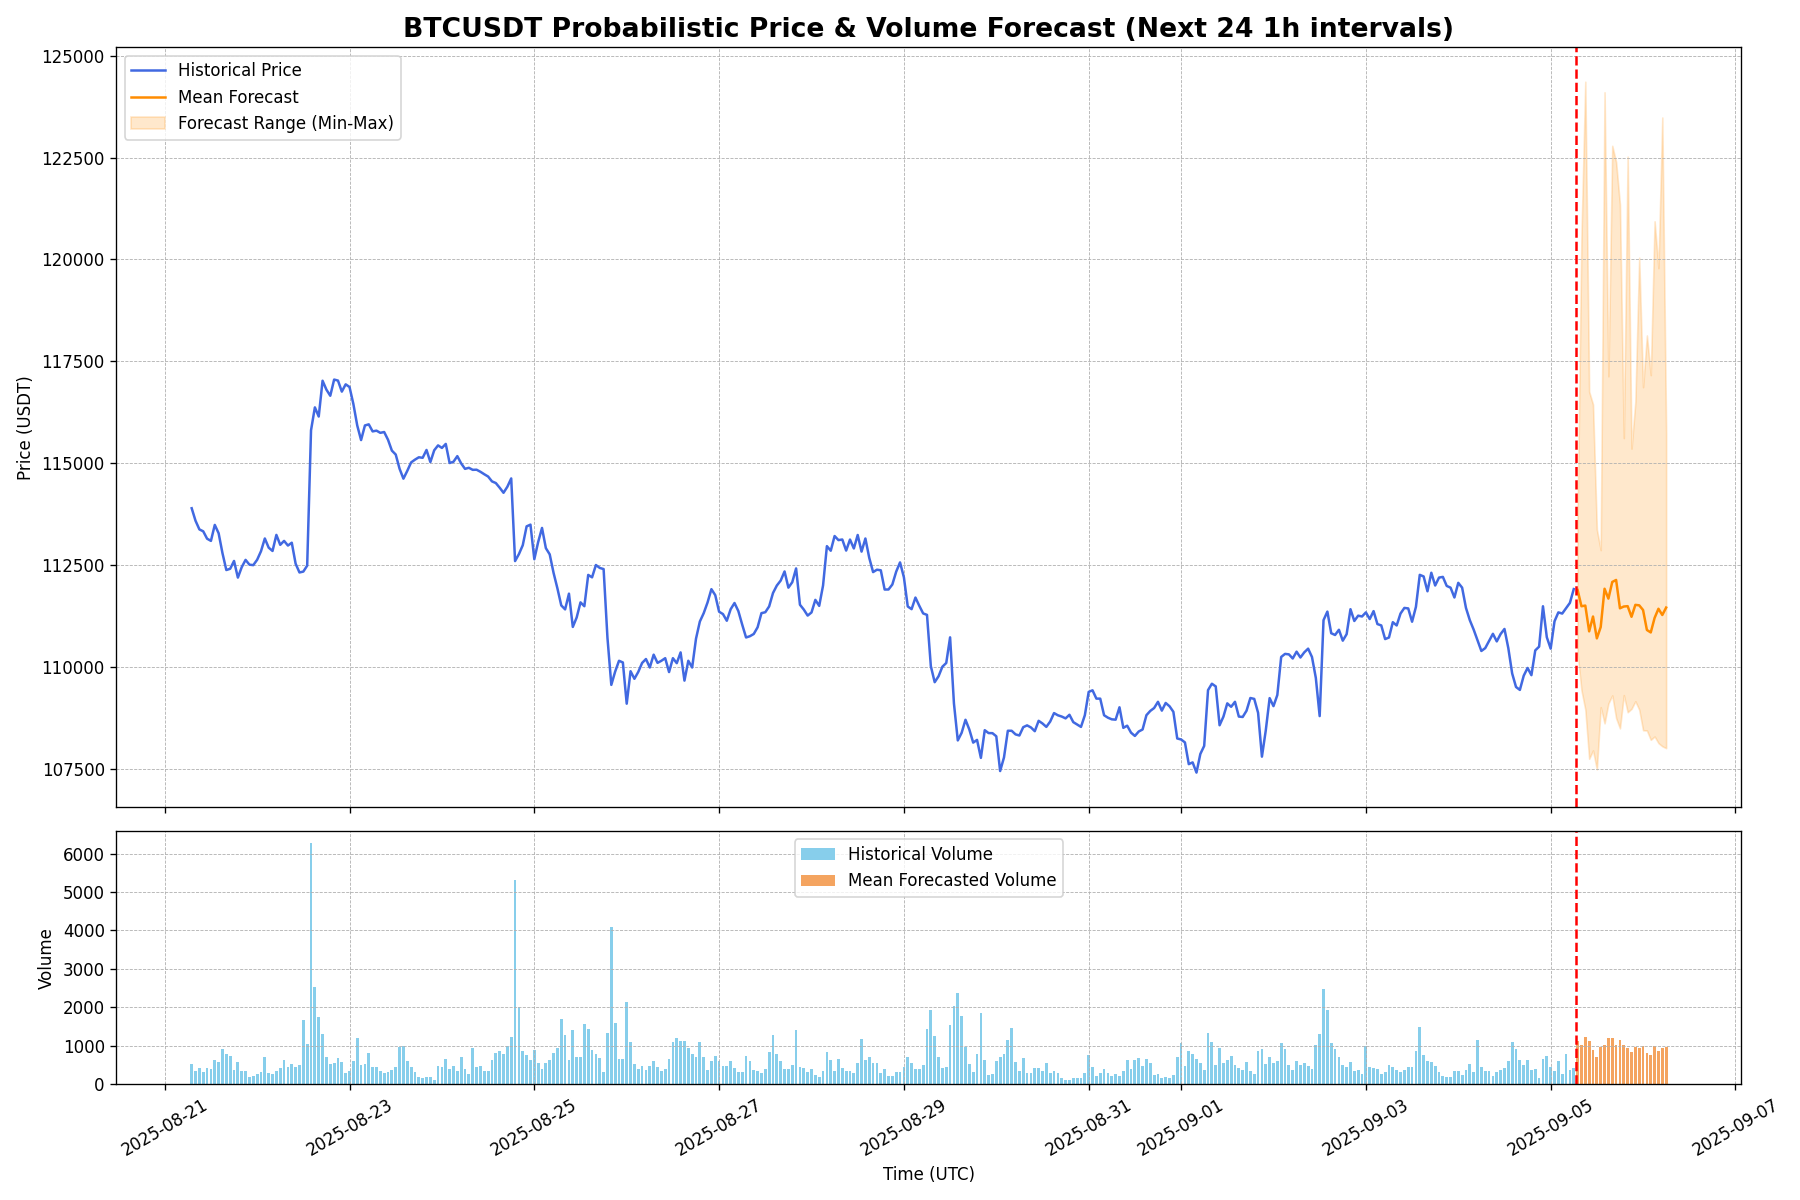 BTCUSDT Probabilistic Price & Volume Forecast (Next 24 1h intervals)
Historical Price
Mean Forecast
Forecast Range (Min-Max)
Price (USDT)
125000
122500
120000
117500
115000
112500
110000
107500
Historical Volume
Mean Forecasted Volume
Volume
6000
5000
4000
3000
2000
1000
0
2025-08-21
2025-08-23
2025-08-25
2025-08-27
2025-08-29
2025-08-31
2025-09-01
2025-09-03
2025-09-05
2025-09-07
Time (UTC)